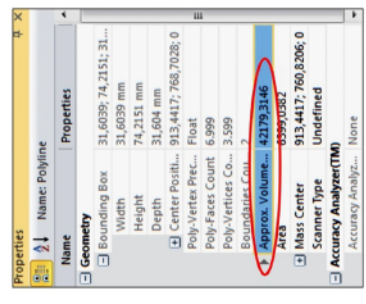 Properties
Name: Polyline
Name Properties
Geometry
Bounding Box 31,6039; 74,2151; 31...
Width 31,6039 mm
Height 74,2151 mm
Depth 31,604 mm
Center Positi... 913,4417; 768,7028; 0
Poly-Vertex Prec... Float
Poly-Faces Count 6.999
Poly-Vertices Co... 3.599
Boundaries Cou... 2
Approx. Volume... 42179,3146
Area 6399,0382
Mass Center 913,4417; 760,8206; 0
Scanner Type Undefined
Accuracy Analyzer(TM)
Accuracy Analyz... None